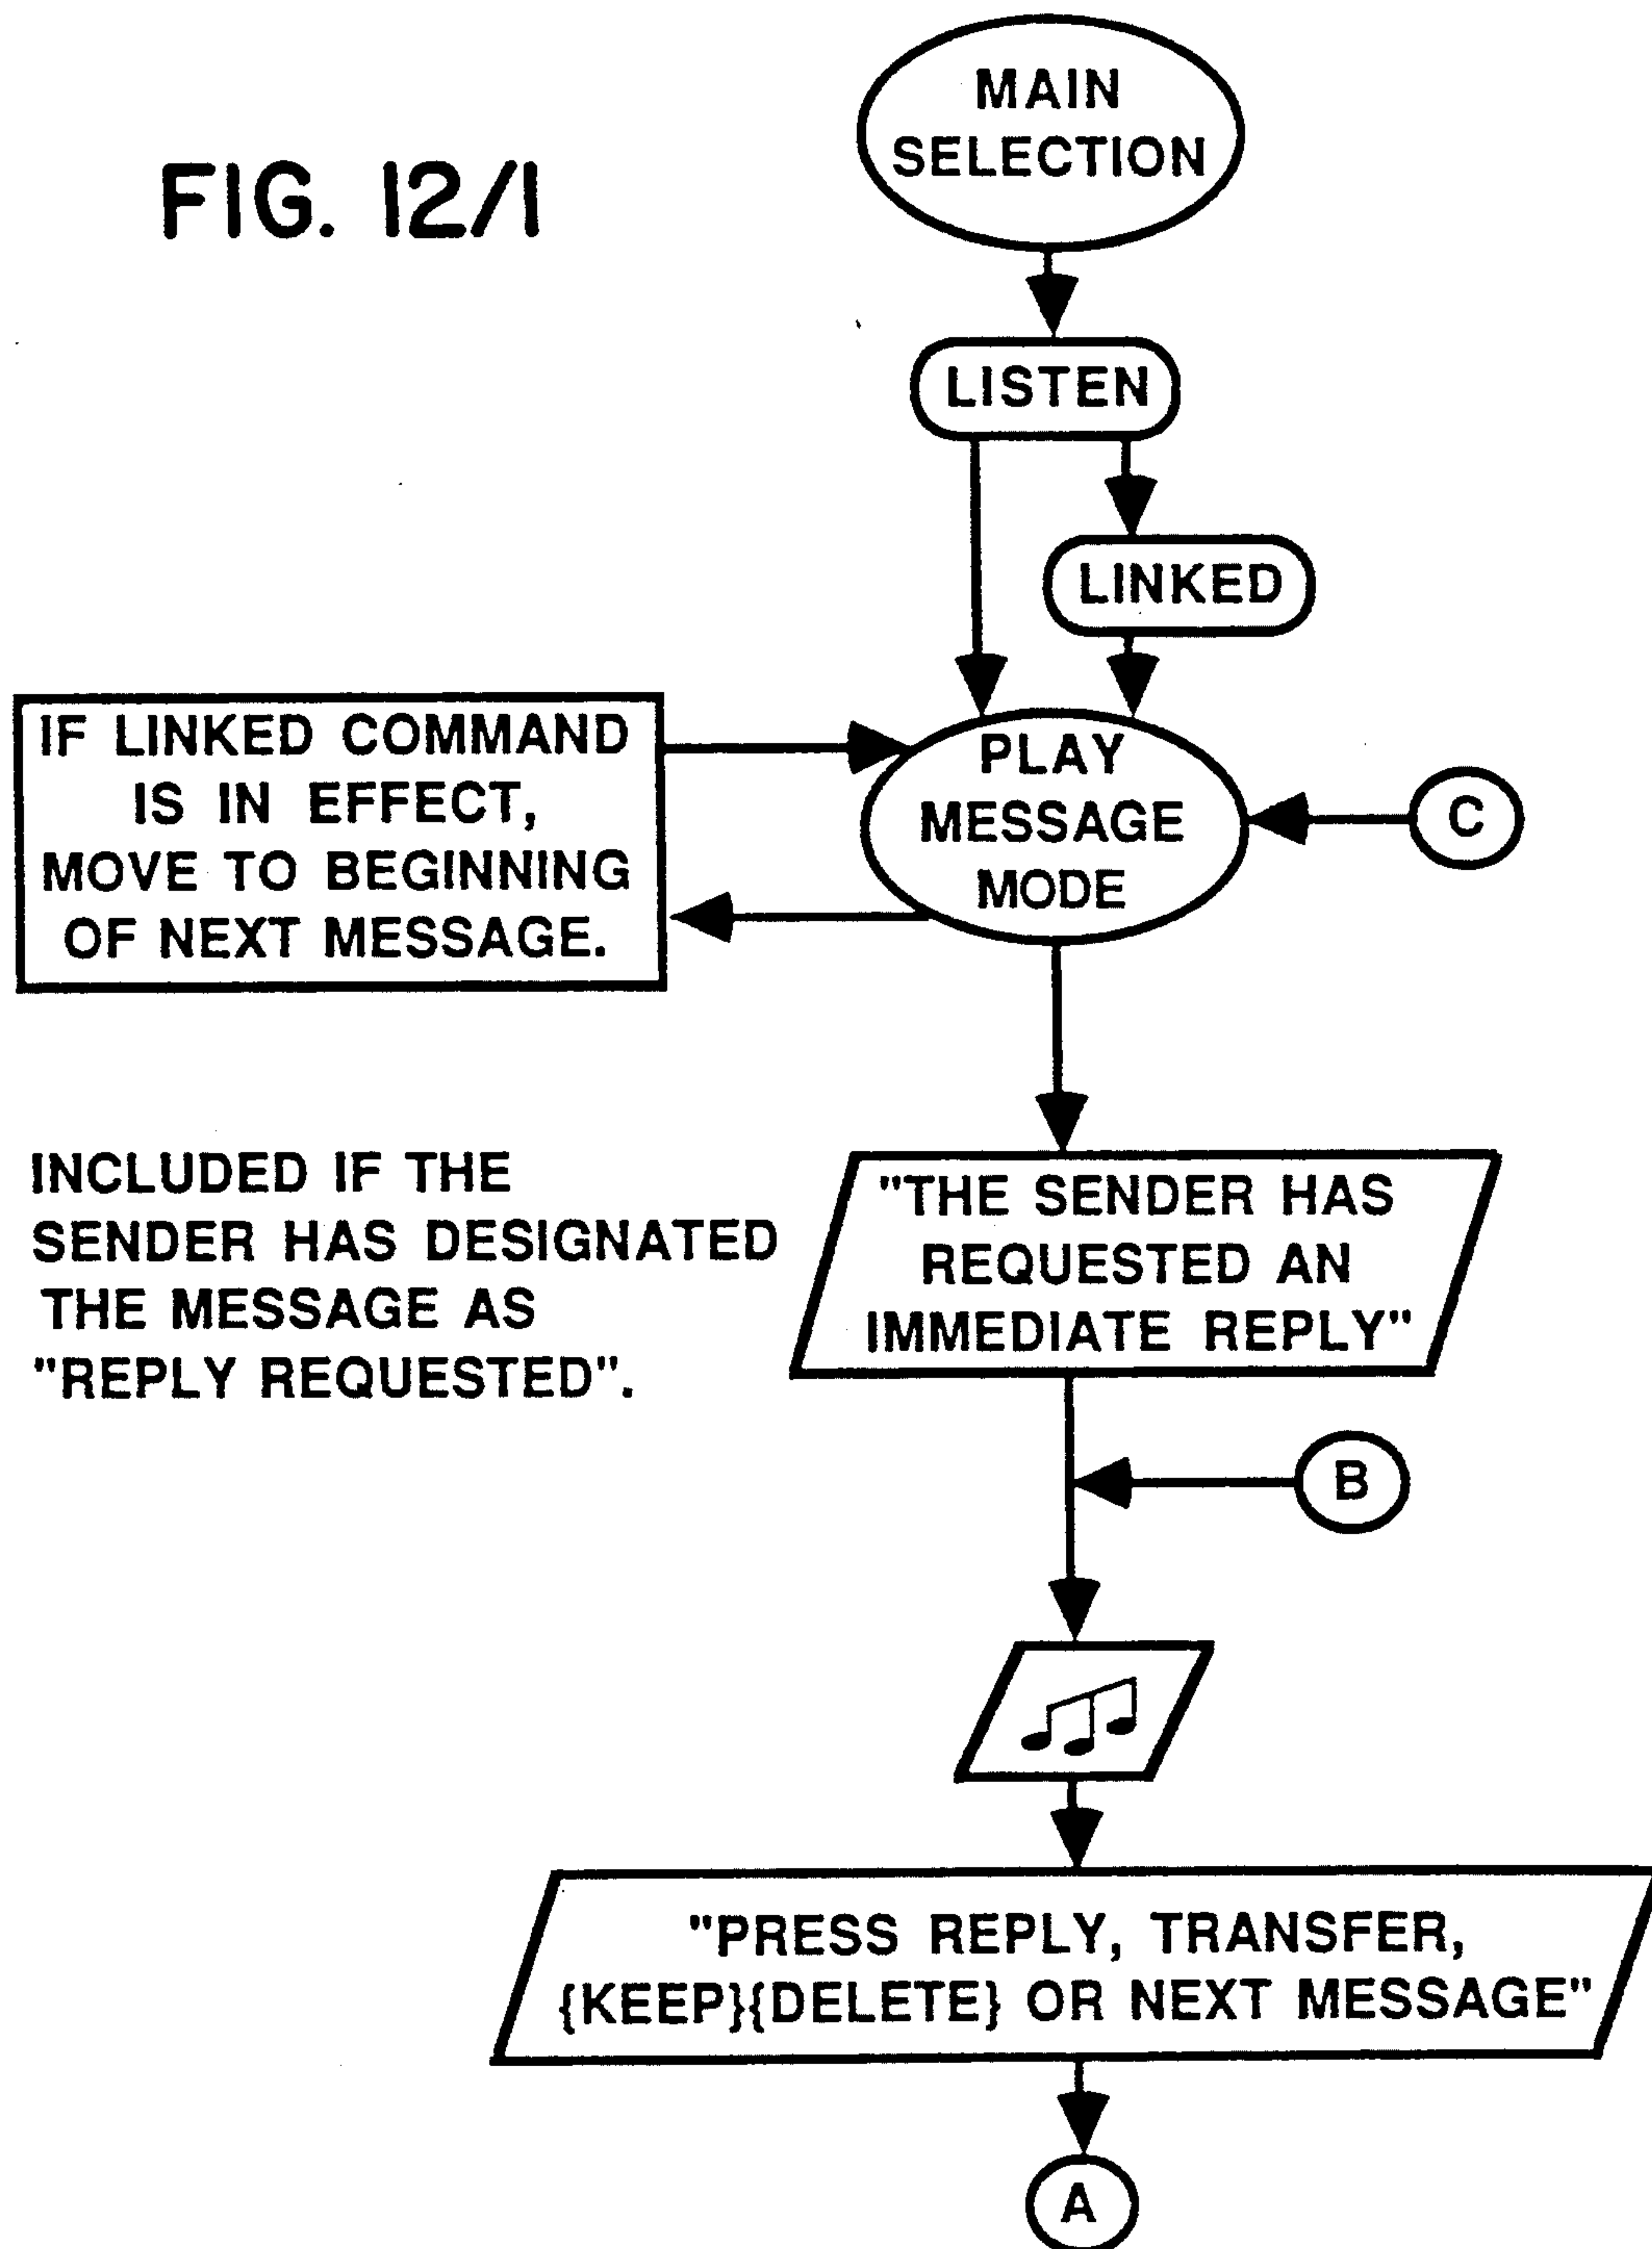 FIG. 12/1
MAIN
SELECTION
LISTEN
LINKED
IF LINKED COMMAND
IS IN EFFECT,
MOVE TO BEGINNING
OF NEXT MESSAGE.
PLAY
MESSAGE
MODE
C
INCLUDED IF THE
SENDER HAS DESIGNATED
THE MESSAGE AS
"REPLY REQUESTED".
"THE SENDER HAS
REQUESTED AN
IMMEDIATE REPLY"
B
"PRESS REPLY, TRANSFER,
{KEEP}{DELETE} OR NEXT MESSAGE"
A